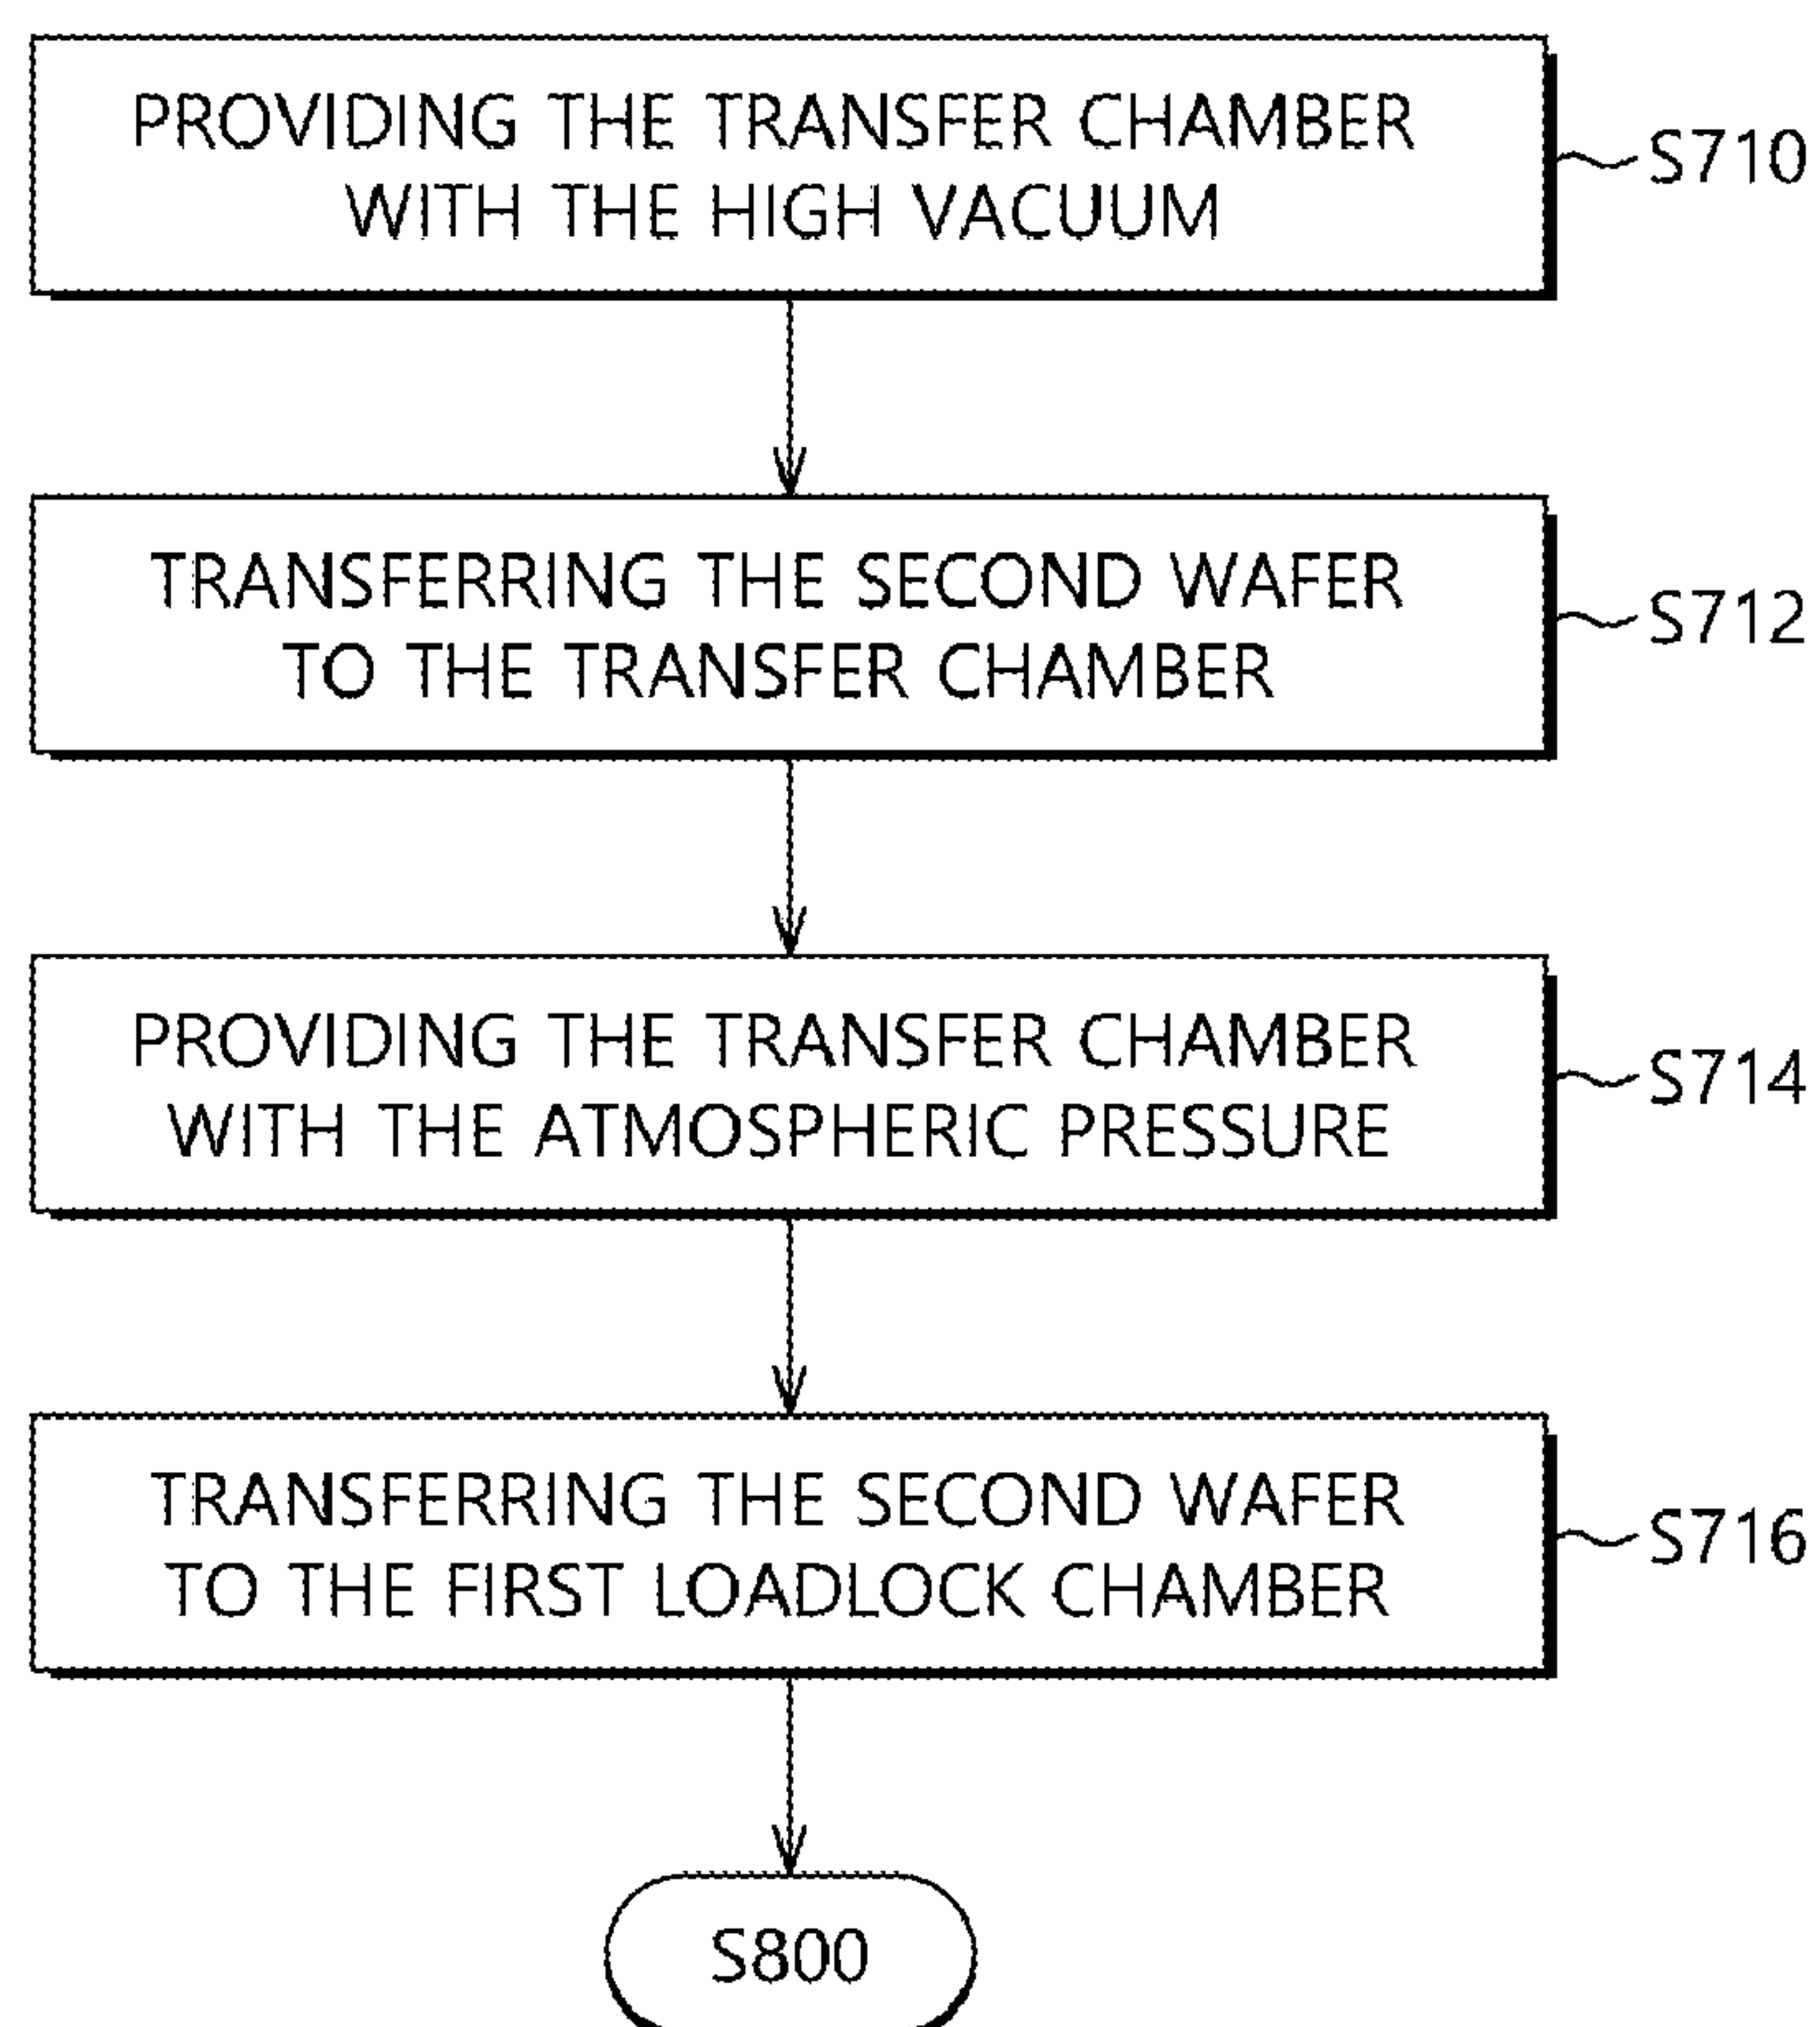 PROVIDING THE TRANSFER CHAMBER
WITH THE HIGH VACUUM
S710
TRANSFERRING THE SECOND WAFER
TO THE TRANSFER CHAMBER
S712
PROVIDING THE TRANSFER CHAMBER
WITH THE ATMOSPHERIC PRESSURE
S714
TRANSFERRING THE SECOND WAFER
TO THE FIRST LOADLOCK CHAMBER
S716
S800